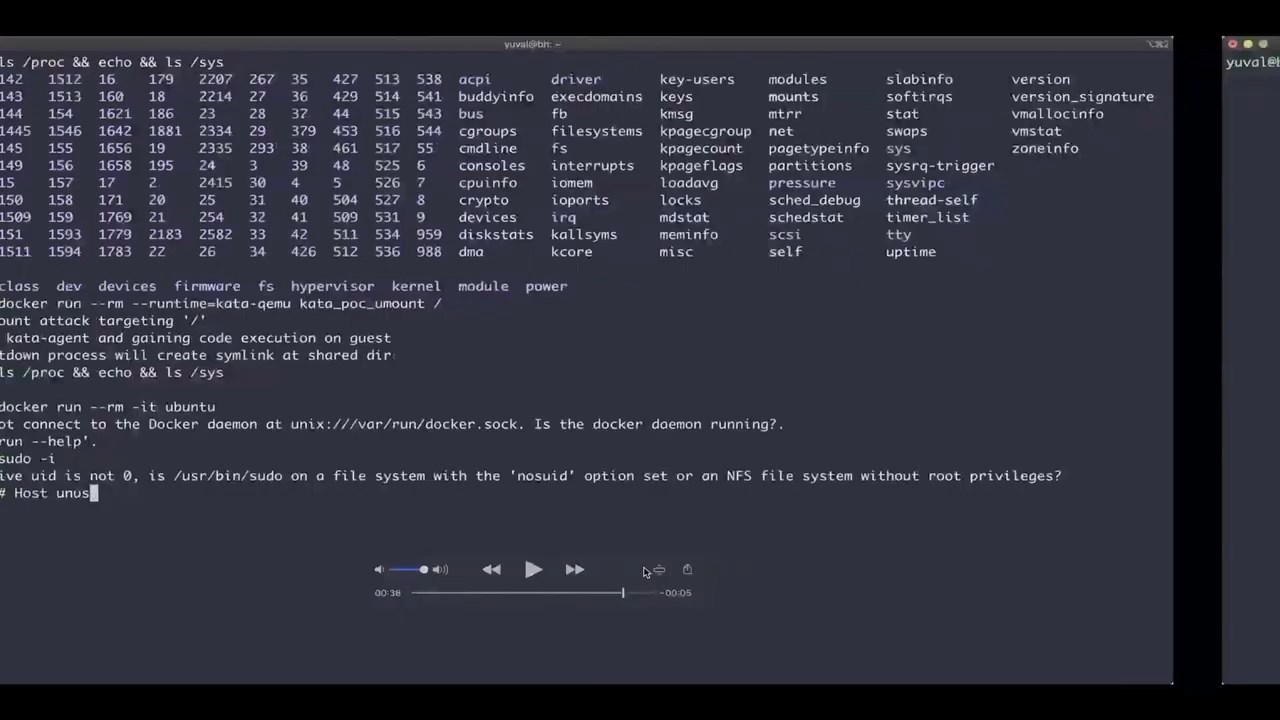 yuval@bh: ~
⌥⌘2
yuval@b
ls /proc && echo && ls /sys
142 1512 16 179 2207 267 35 427 513 538 acpi driver key-users modules slabinfo version
143 1513 160 18 2214 27 36 429 514 541 buddyinfo execdomains keys mounts softirqs version_signature
144 154 1621 186 23 28 37 44 515 543 bus fb kmsg mtrr stat vmallocinfo
1445 1546 1642 1881 2334 29 379 453 516 544 cgroups filesystems kpagecgroup net swaps vmstat
145 155 1656 19 2335 293 38 461 517 55 cmdline fs kpagecount pagetypeinfo sys zoneinfo
149 156 1658 195 24 3 39 48 525 6 consoles interrupts kpageflags partitions sysrq-trigger
15 157 17 2 2415 30 4 5 526 7 cpuinfo iomem loadavg pressure sysvipc
150 158 171 20 25 31 40 504 527 8 crypto ioports locks sched_debug thread-self
1509 159 1769 21 254 32 41 509 531 9 devices irq mdstat schedstat timer_list
151 1593 1779 2183 2582 33 42 511 534 959 diskstats kallsyms meminfo scsi tty
1511 1594 1783 22 26 34 426 512 536 988 dma kcore misc self uptime
class dev devices firmware fs hypervisor kernel module power
docker run --rm --runtime=kata-qemu kata_poc_umount /
ount attack targeting '/'
kata-agent and gaining code execution on guest
tdown process will create symlink at shared dir
ls /proc && echo && ls /sys
docker run --rm -it ubuntu
ot connect to the Docker daemon at unix:///var/run/docker.sock. Is the docker daemon running?.
run --help'.
sudo -i
ive uid is not 0, is /usr/bin/sudo on a file system with the 'nosuid' option set or an NFS file system without root privileges?
# Host unus
00:38
-00:05